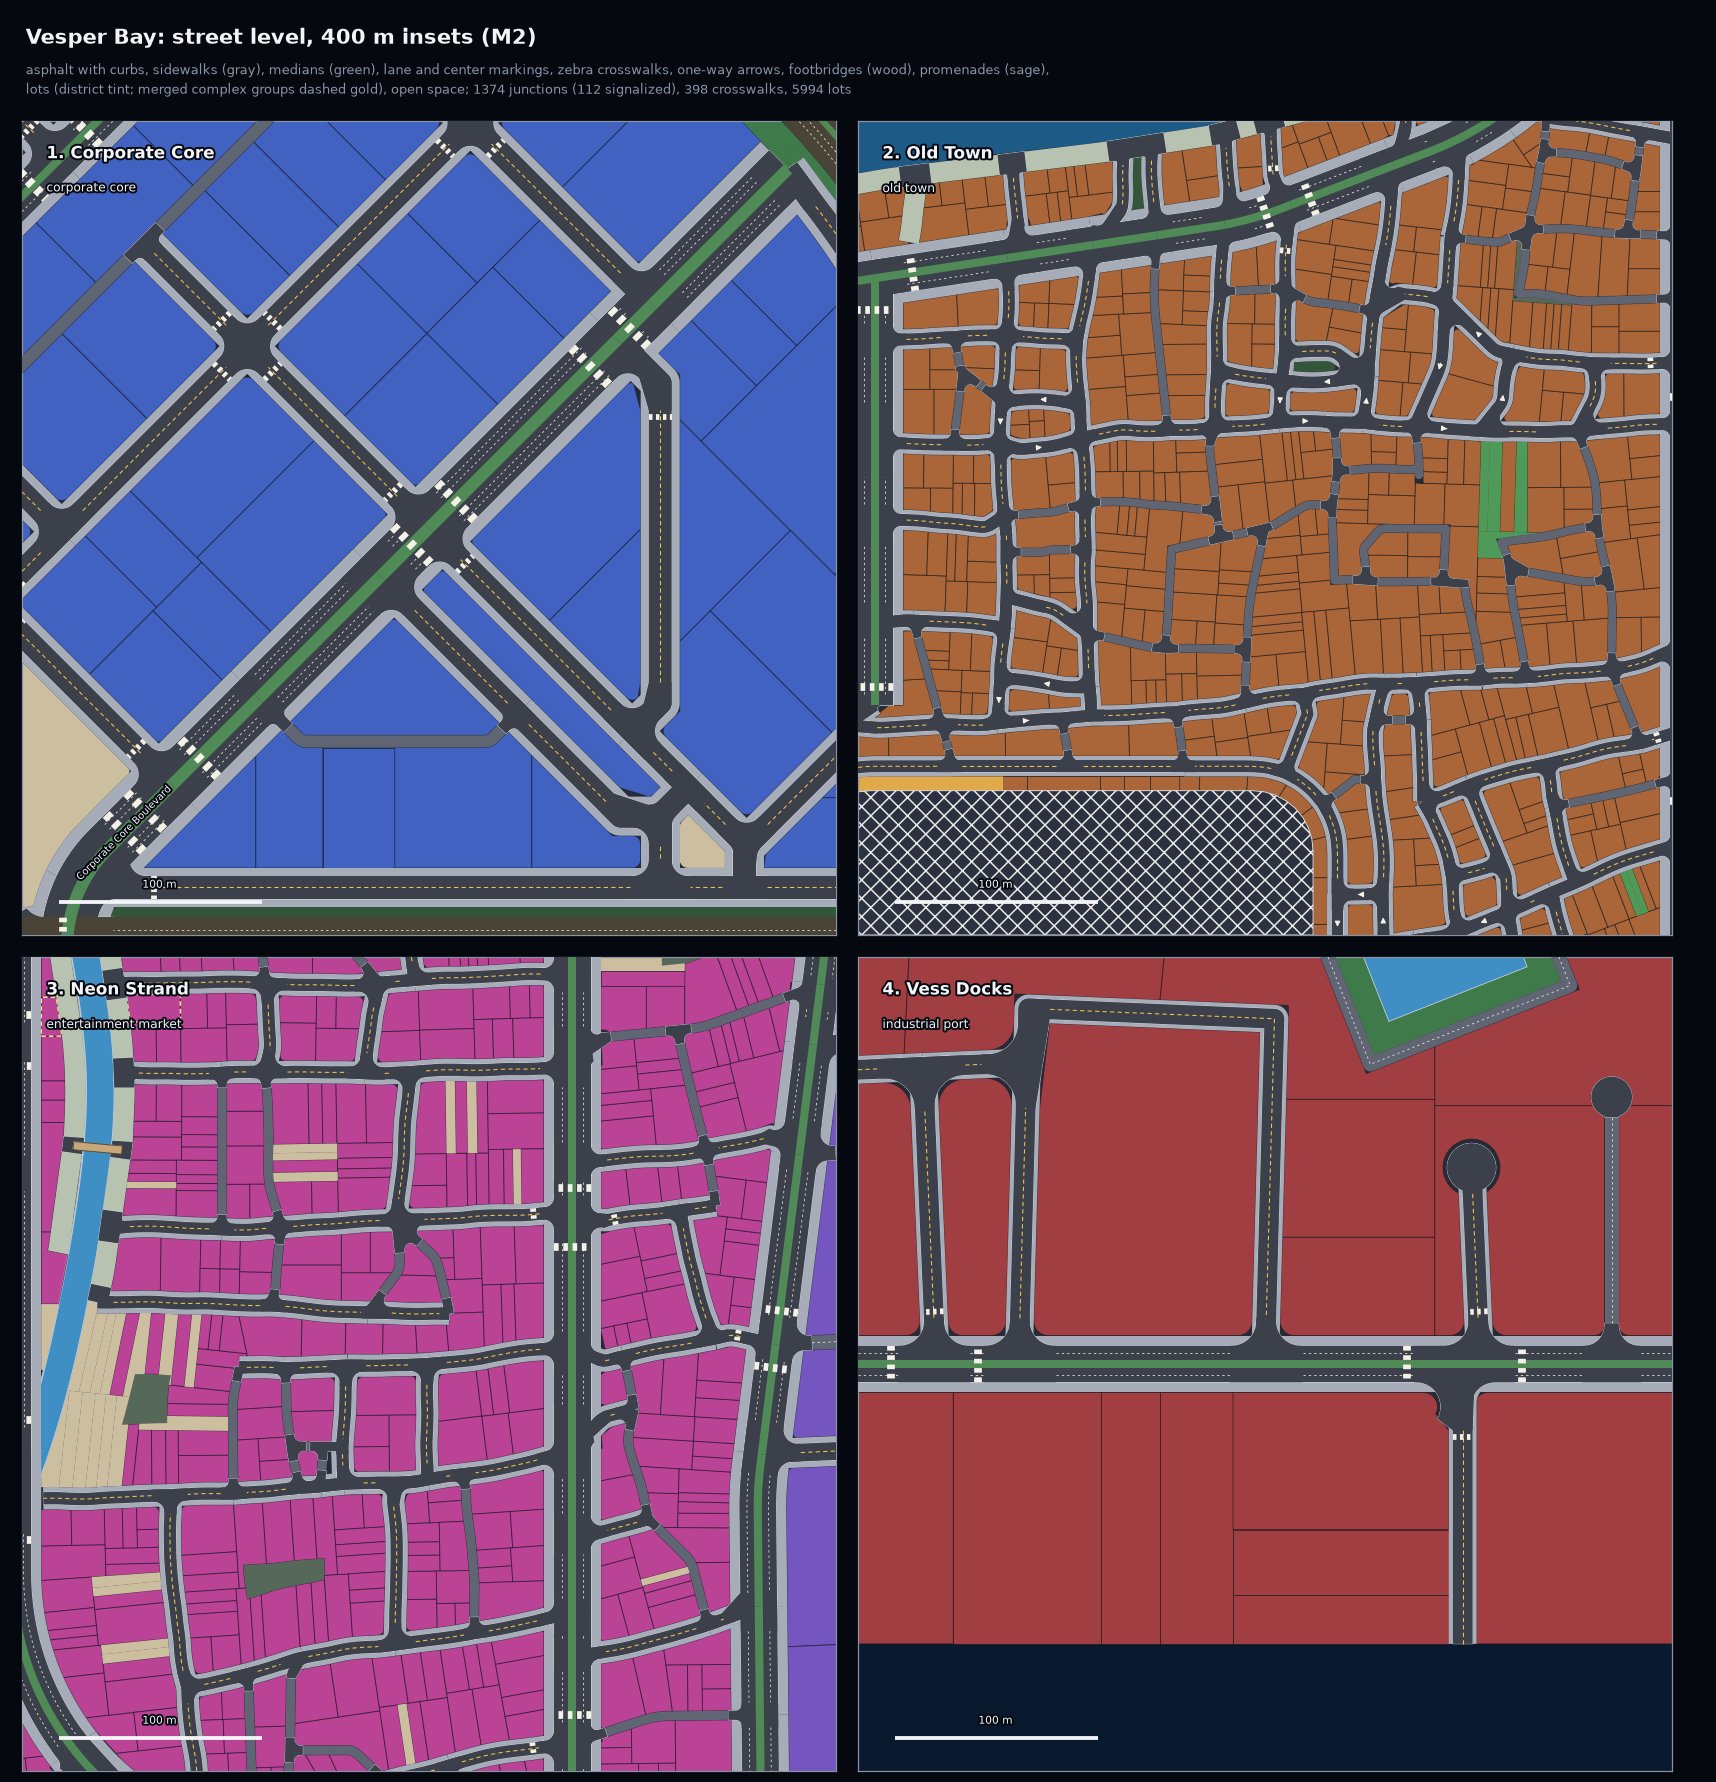 Vesper Bay: street level, 400 m insets (M2)
asphalt with curbs, sidewalks (gray), medians (green), lane and center markings, zebra crosswalks, one-way arrows, footbridges (wood), promenades (sage),
lots (district tint; merged complex groups dashed gold), open space; 1374 junctions (112 signalized), 398 crosswalks, 5994 lots
1. Corporate Core
corporate core
Corporate Core Boulevard
100 m
2. Old Town
old town
100 m
3. Neon Strand
entertainment market
100 m
4. Vess Docks
industrial port
100 m